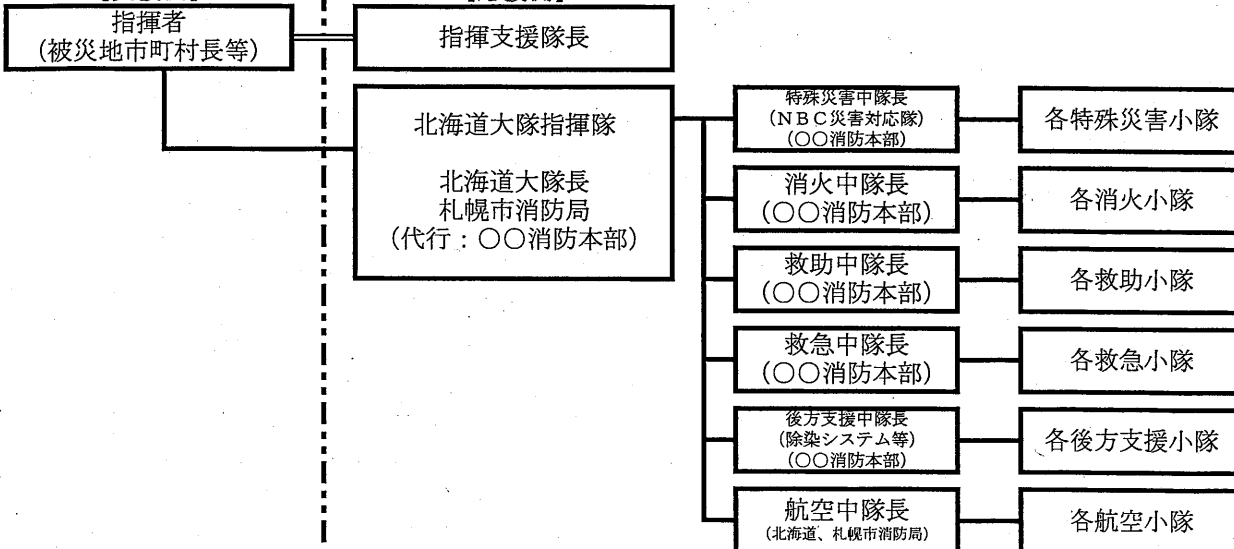 指揮者
（被災地市町村長等）
指揮支援隊長
北海道大隊指揮隊
北海道大隊長
札幌市消防局
（代行：〇〇消防本部）
特殊災害中隊長
（ＮＢＣ災害対応隊）
（〇〇消防本部）
各特殊災害小隊
消火中隊長
（〇〇消防本部）
各消火小隊
救助中隊長
（〇〇消防本部）
各救助小隊
救急中隊長
（〇〇消防本部）
各救急小隊
後方支援中隊長
（除染システム等）
（〇〇消防本部）
各後方支援小隊
航空中隊長
（北海道、札幌市消防局）
各航空小隊